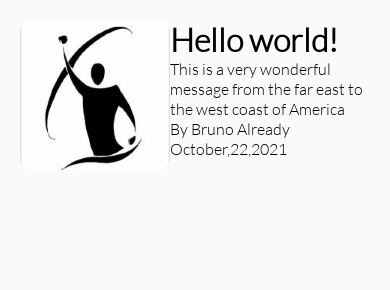 Hello world!
This is a very wonderful
message from the far east to
the west coast of America
By Bruno Already
October,22,2021